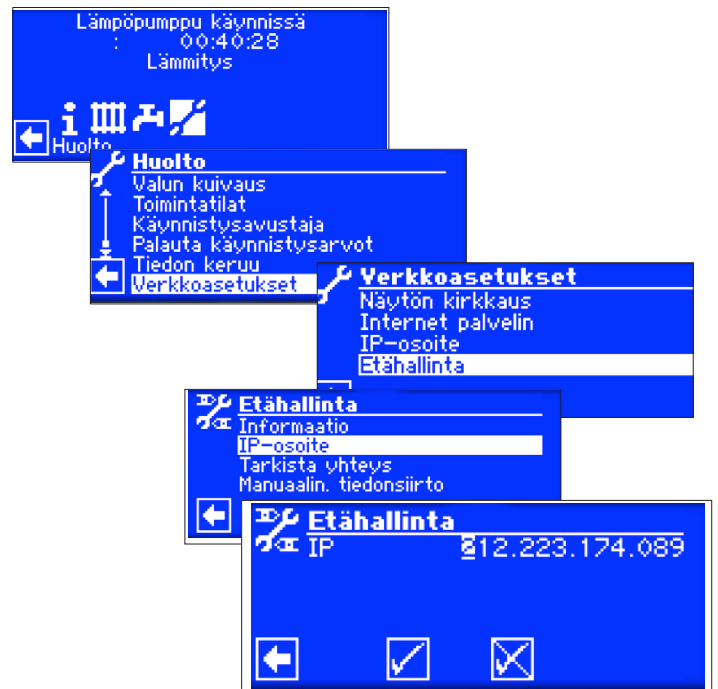 Lämpöpumppu käynnissä
: 00:40:28
Lämmitys
Huolto
Huolto
Valun kuivaus
Toimintatilat
Käynnistysavustaja
Palauta käynnistysarvot
Tiedon keruu
Verkkoasetukset
Verkkoasetukset
Näytön kirkkaus
Internet palvelin
IP-osoite
Etähallinta
Etähallinta
Informaatio
IP-osoite
Tarkista yhteys
Manuaalin. tiedonsiirto
Etähallinta
IP 212.223.174.089